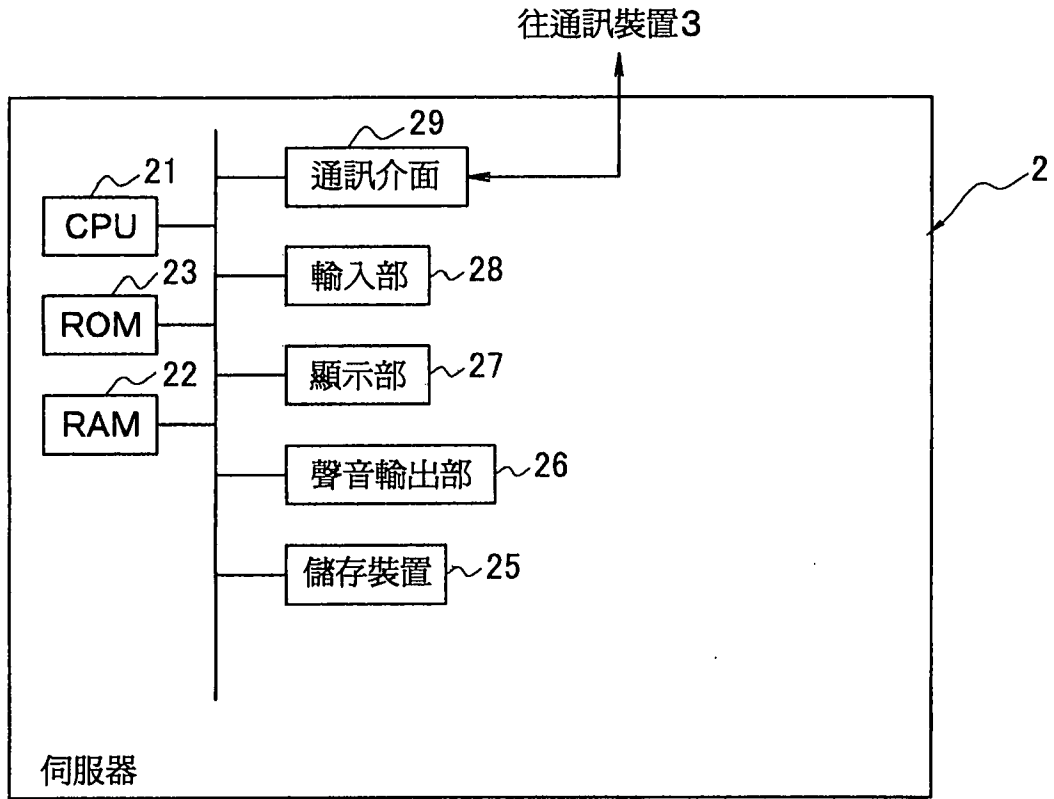 往通訊裝置3
29
通訊介面
2
21
CPU
輸入部
28
23
ROM
顯示部
27
22
RAM
聲音輸出部
26
儲存裝置
25
伺服器